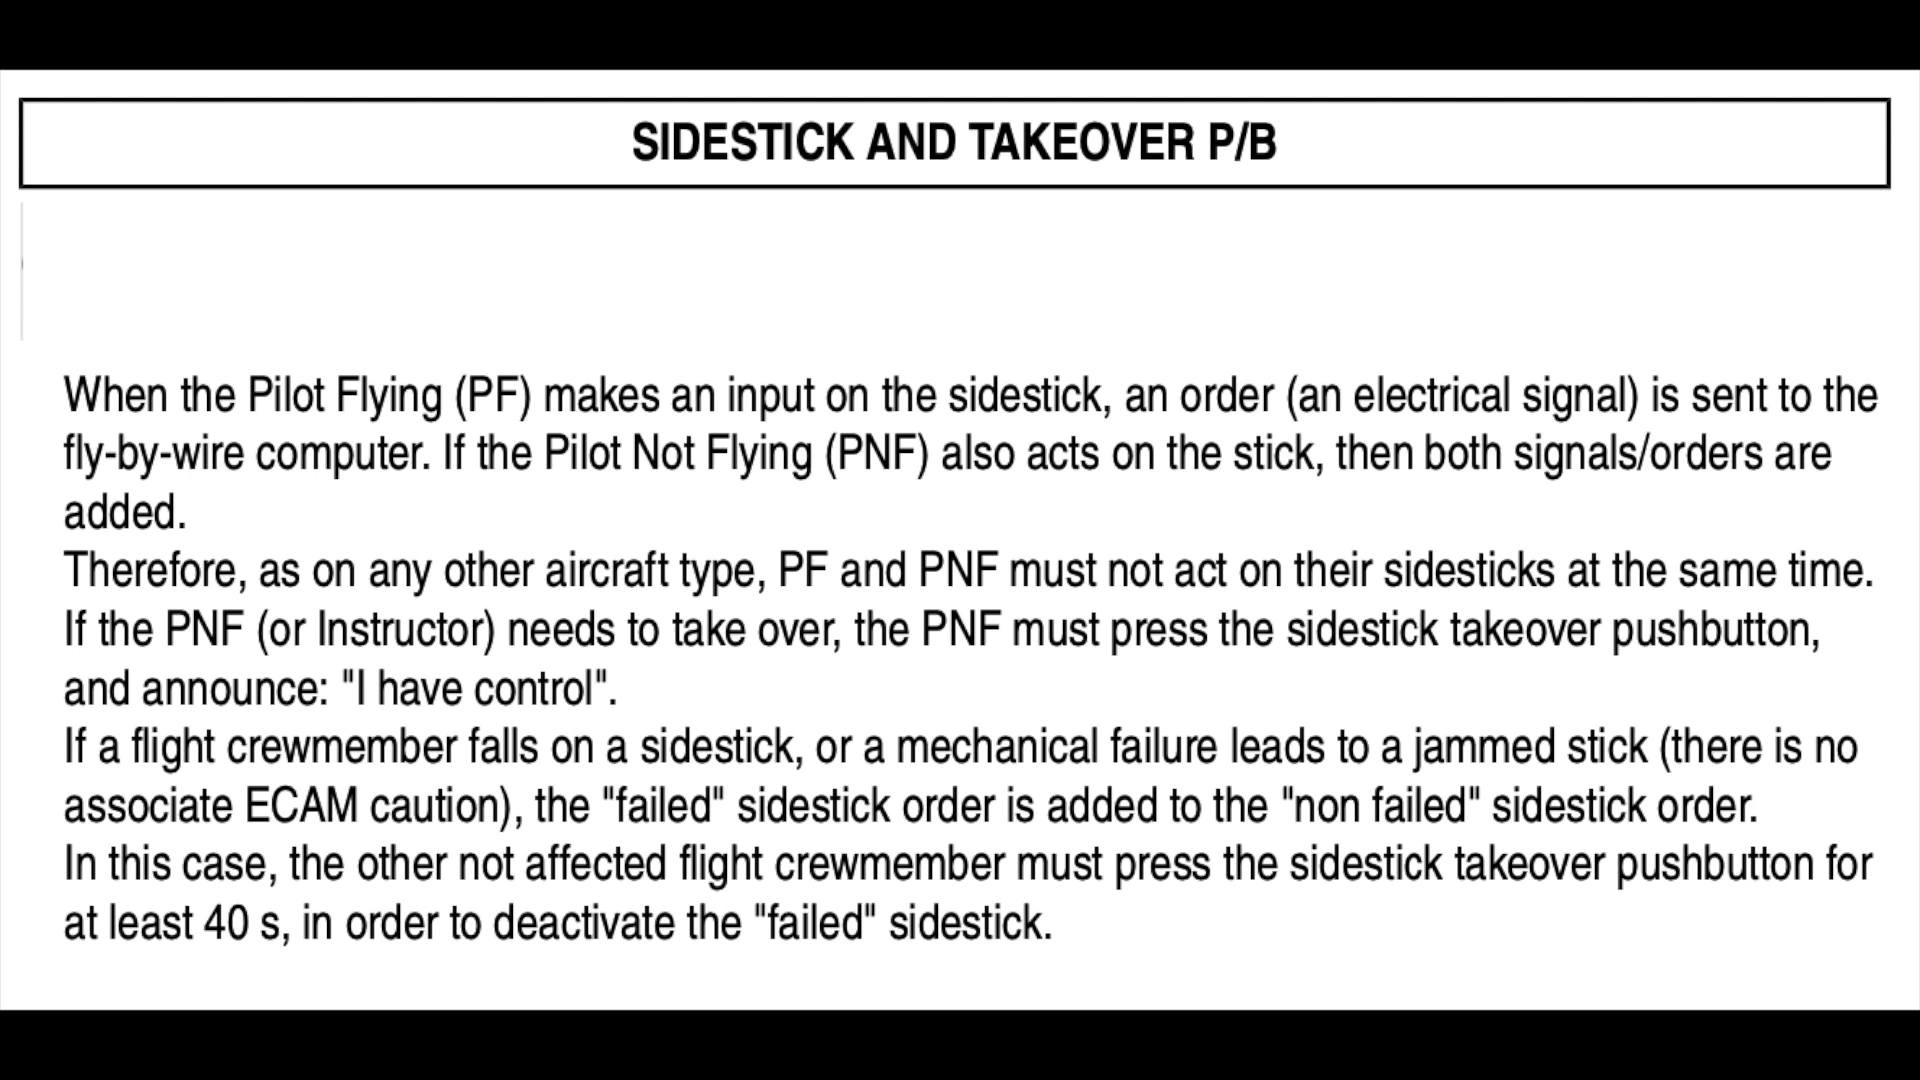 SIDESTICK AND TAKEOVER P/B
When the Pilot Flying (PF) makes an input on the sidestick, an order (an electrical signal) is sent to the
fly-by-wire computer. If the Pilot Not Flying (PNF) also acts on the stick, then both signals/orders are
added.
Therefore, as on any other aircraft type, PF and PNF must not act on their sidesticks at the same time.
If the PNF (or Instructor) needs to take over, the PNF must press the sidestick takeover pushbutton,
and announce: "I have control".
If a flight crewmember falls on a sidestick, or a mechanical failure leads to a jammed stick (there is no
associate ECAM caution), the "failed" sidestick order is added to the "non failed" sidestick order.
In this case, the other not affected flight crewmember must press the sidestick takeover pushbutton for
at least 40 s, in order to deactivate the "failed" sidestick.